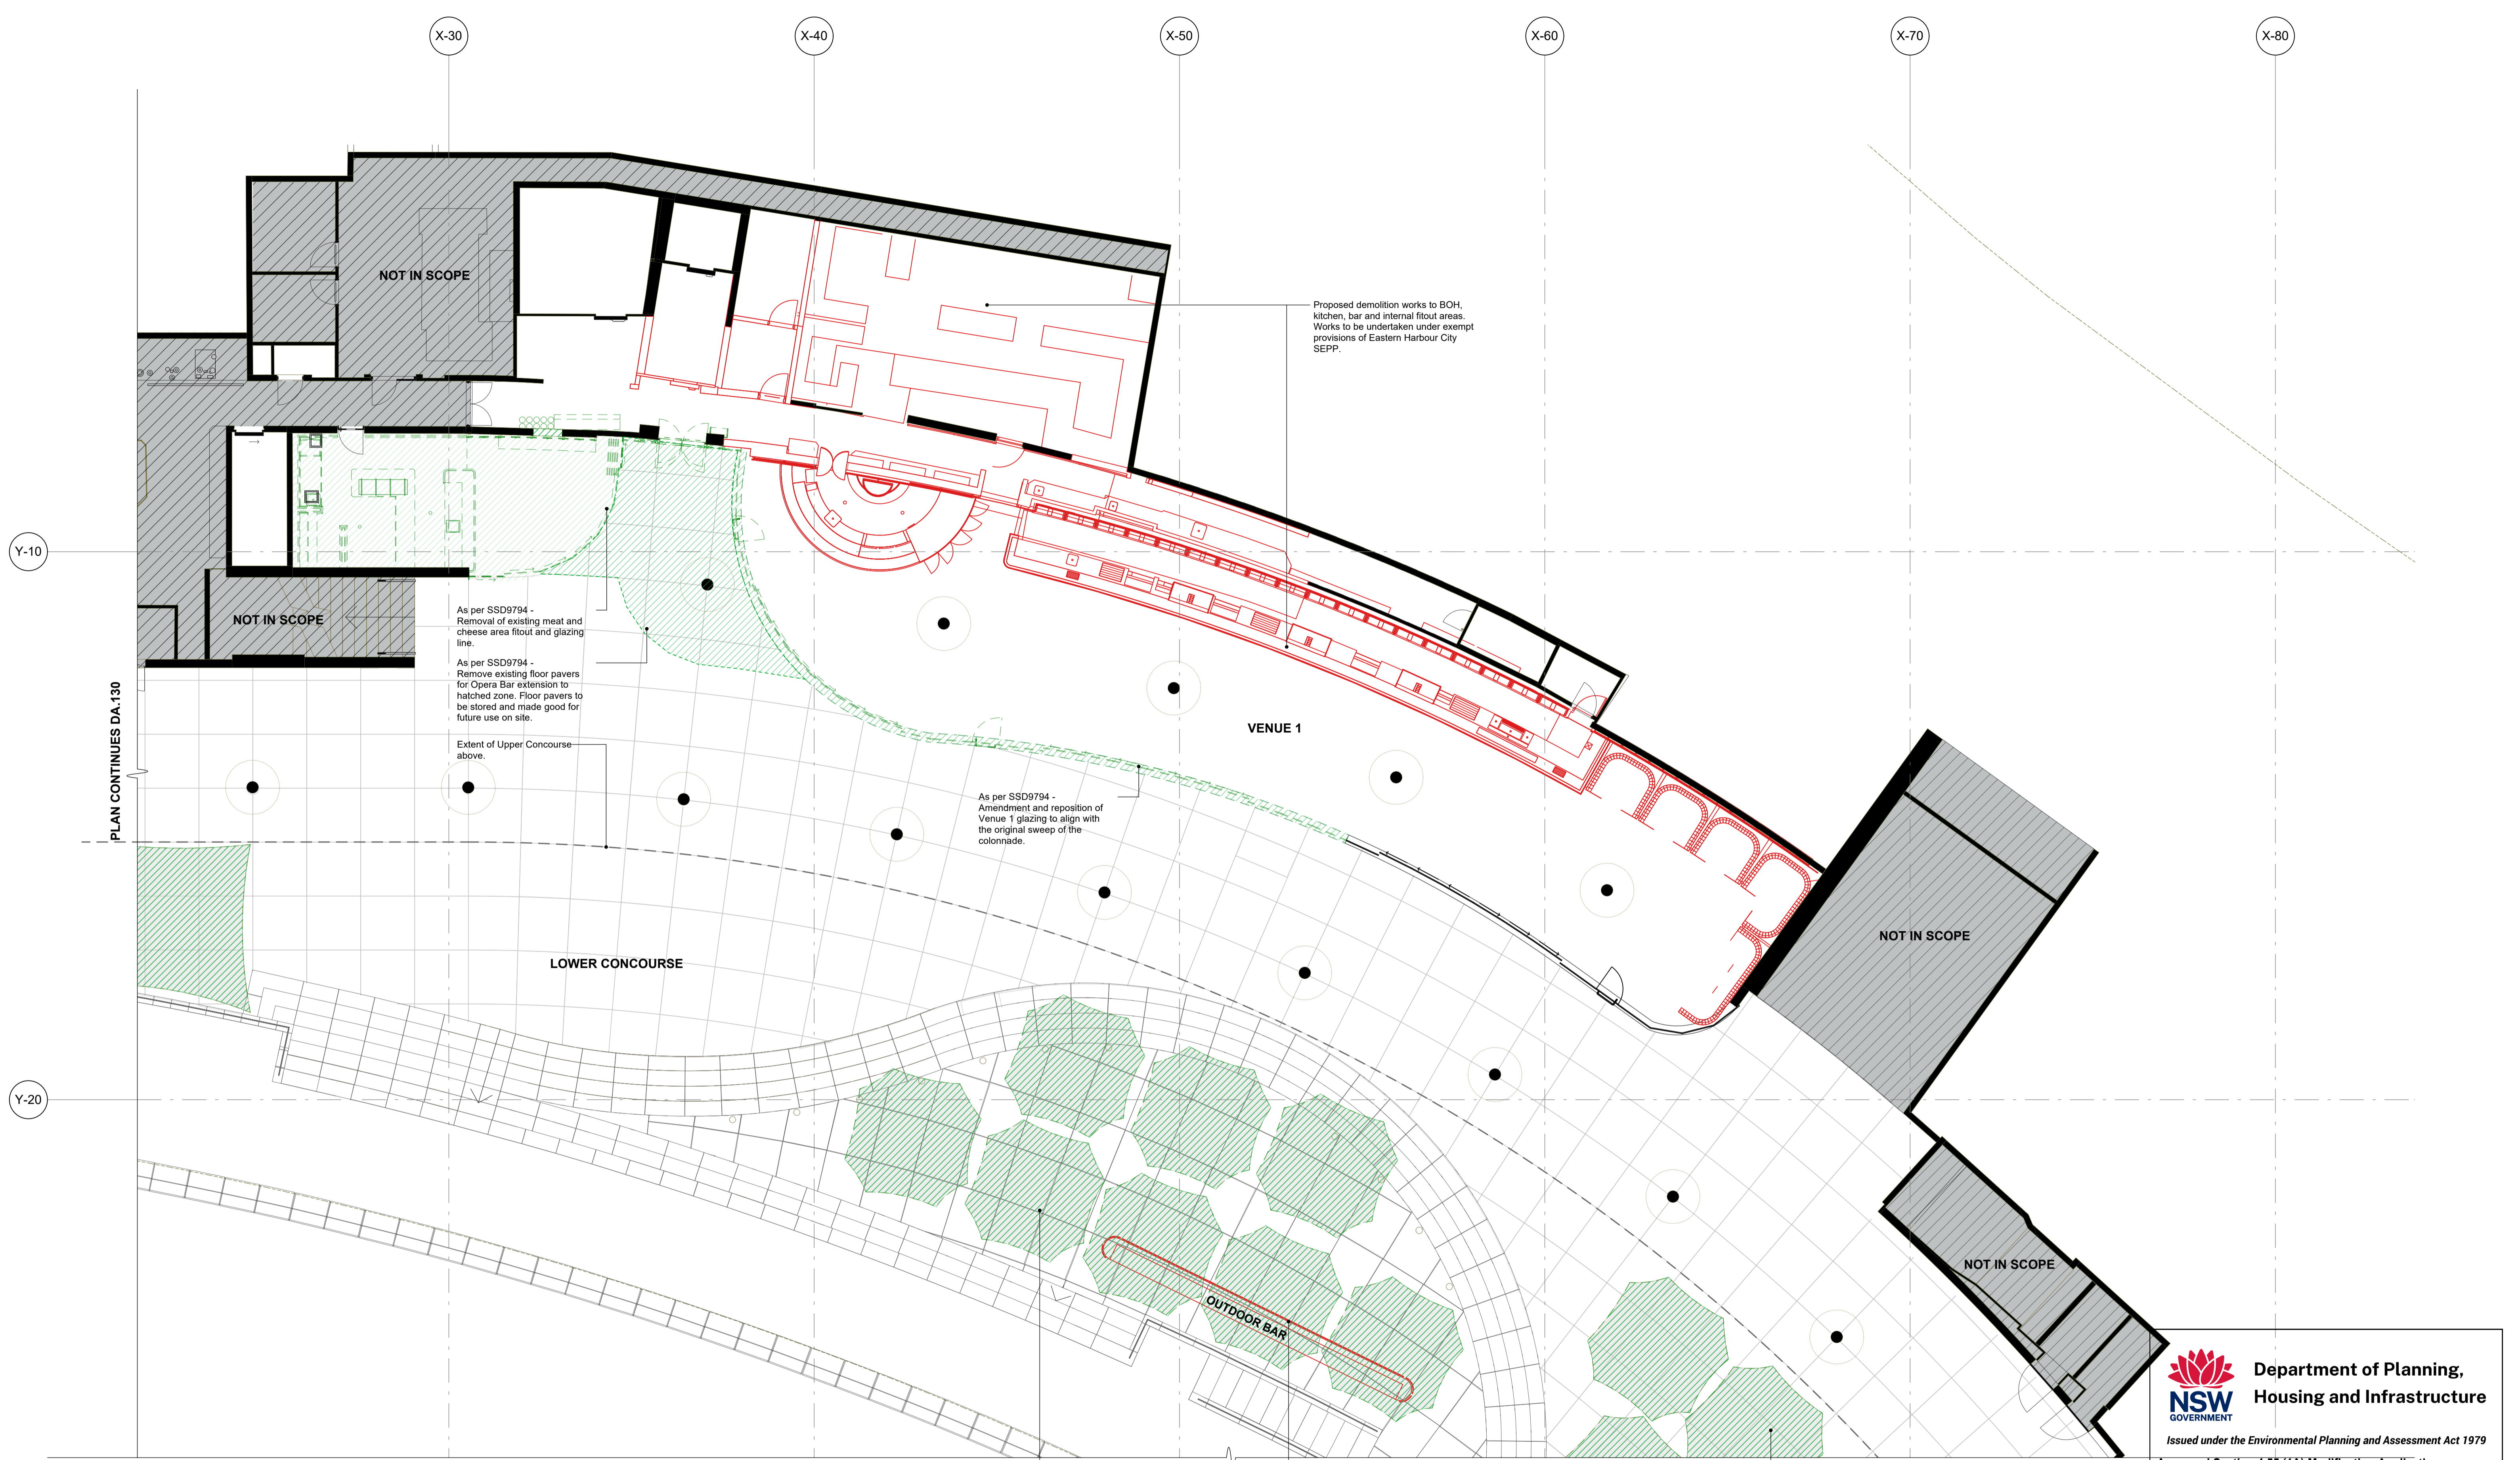 X-30
X-40
X-50
X-60
X-70
X-80
NOT IN SCOPE
Proposed demolition works to BOH,
kitchen, bar and internal fitout areas.
Works to be undertaken under exempt
provisions of Eastern Harbour City
SEPP.
Y-10
NOT IN SCOPE
As per SSD9794 -
Removal of existing meat and
cheese area fitout and glazing
line.
As per SSD9794 -
Remove existing floor pavers
for Opera Bar extension to
hatched zone. Floor pavers to
be stored and made good for
future use on site.
Extent of Upper Concourse
above.
PLAN CONTINUES DA.130
VENUE 1
As per SSD9794 -
Amendment and reposition of
Venue 1 glazing to align with
the original sweep of the
colonnade.
NOT IN SCOPE
LOWER CONCOURSE
Y-20
NOT IN SCOPE
OUTDOOR BAR
NSW
GOVERNMENT
Department of Planning,
Housing and Infrastructure
Issued under the Environmental Planning and Assessment Act 1979